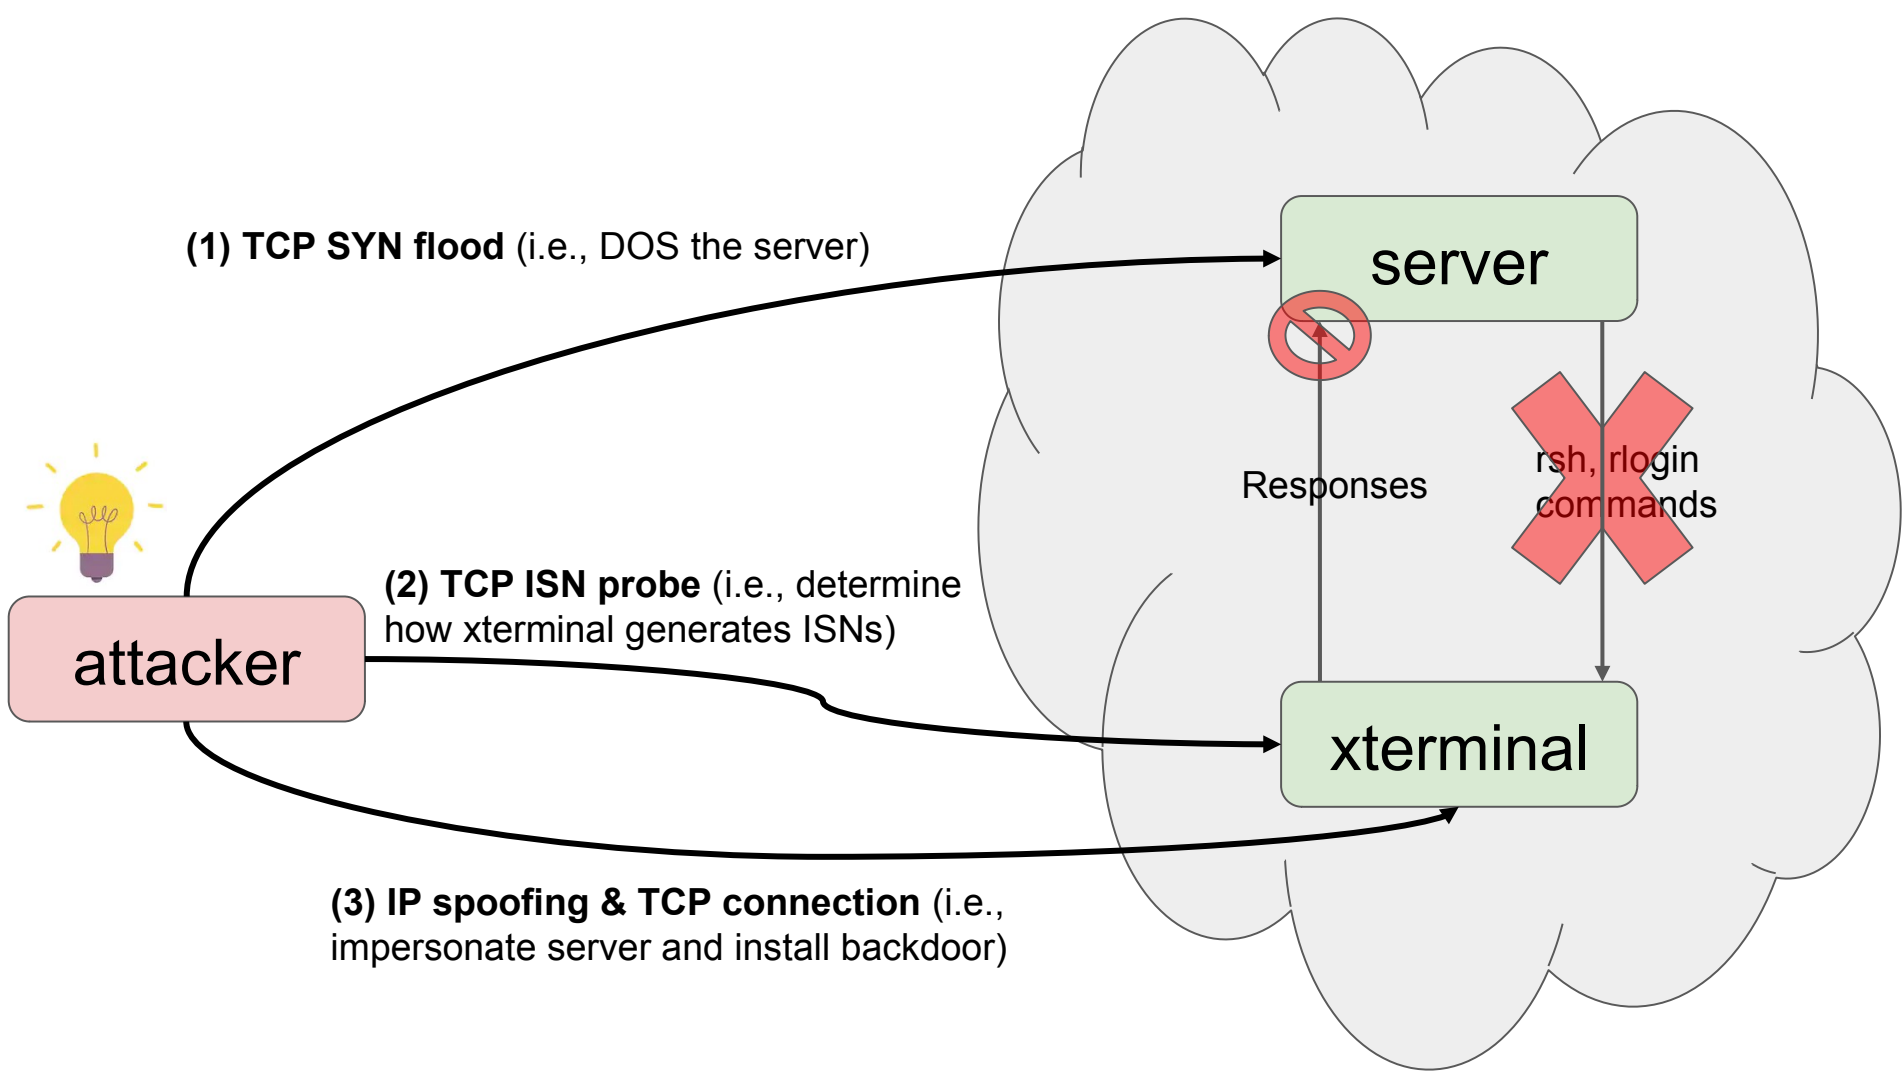 (1) TCP SYN flood (i.e., DOS the server)
server
Responses
rsh, rlogin
commands
(2) TCP ISN probe (i.e., determine
how xterminal generates ISNs)
attacker
xterminal
(3) IP spoofing & TCP connection (i.e.,
impersonate server and install backdoor)